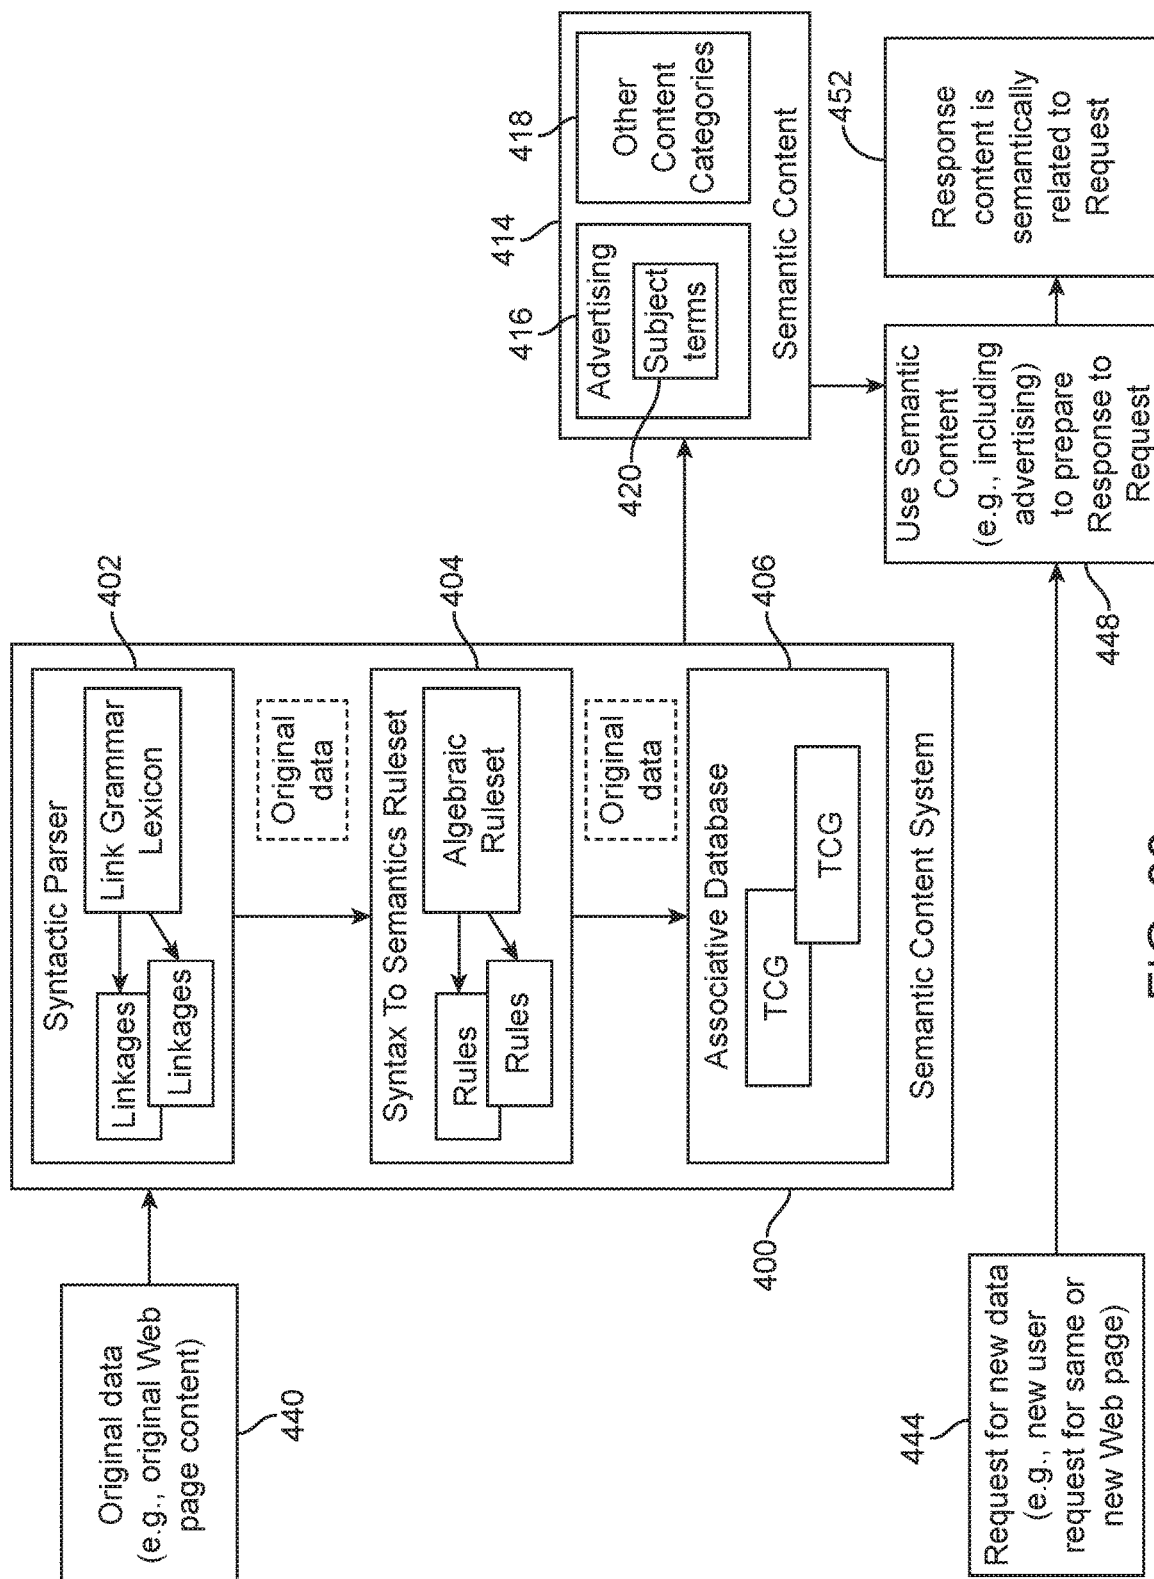 Original data
(e.g., original Web
page content)
440
Syntactic Parser
Link Grammar
Lexicon
Linkages
Linkages
402
Original
data
Syntax To Semantics Ruleset
Algebraic
Ruleset
Rules
Rules
404
Original
data
Associative Database
TCG
TCG
406
Semantic Content System
400
414
416
418
Advertising
Subject
terms
420
Other
Content
Categories
Semantic Content
444
Request for new data
(e.g., new user
request for same or
new Web page)
Use Semantic
Content
(e.g., including
advertising)
to prepare
Response to
Request
448
452
Response
content is
semantically
related to
Request
FIG.